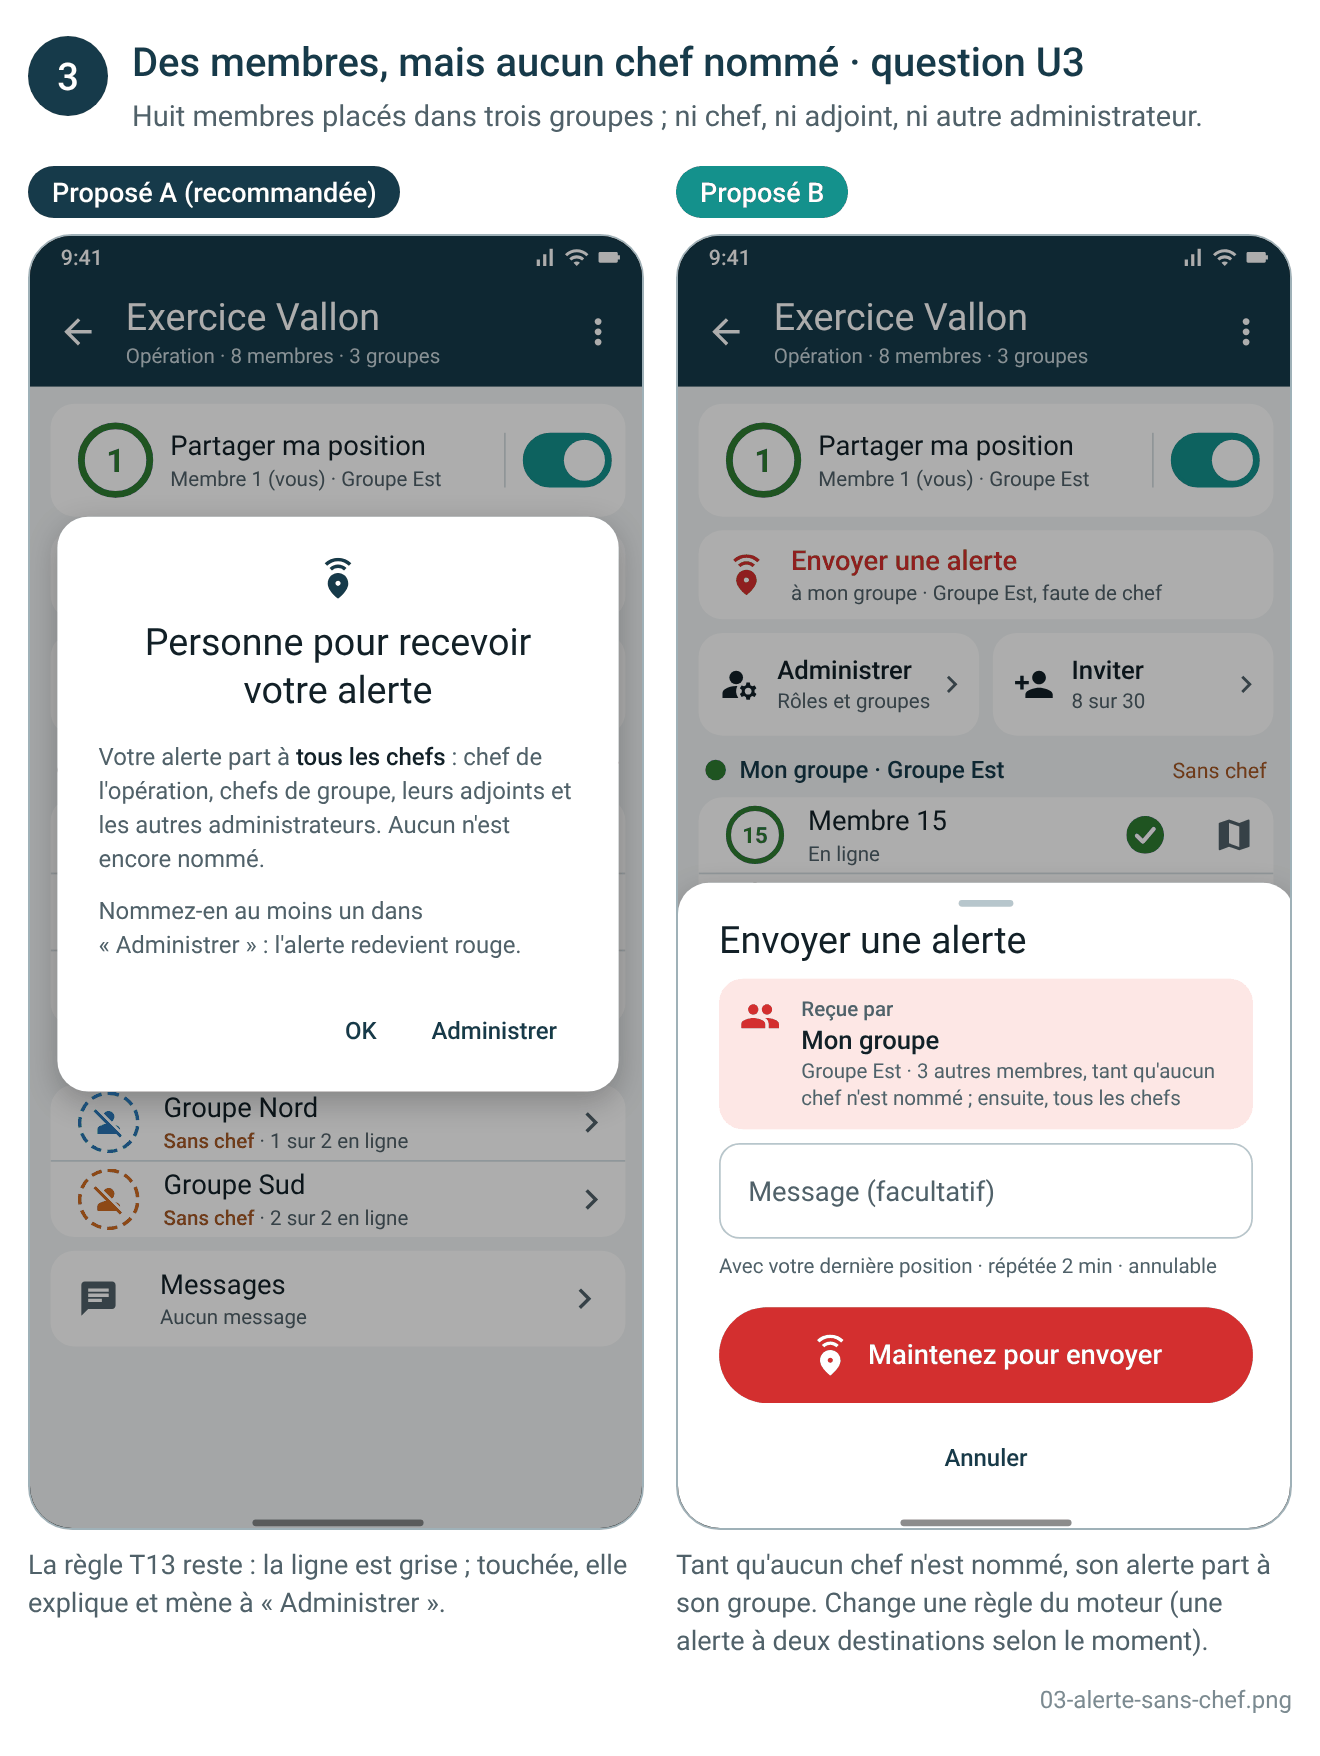 3
Des membres, mais aucun chef nommé · question U3
Huit membres placés dans trois groupes ; ni chef, ni adjoint, ni autre administrateur.
Proposé A (recommandée)
9:41
Exercice Vallon
Opération · 8 membres · 3 groupes
1
Partager ma position
Membre 1 (vous) · Groupe Est
Personne pour recevoir
votre alerte
Votre alerte part à tous les chefs : chef de
l'opération, chefs de groupe, leurs adjoints et
les autres administrateurs. Aucun n'est
encore nommé.
Nommez-en au moins un dans
« Administrer » : l'alerte redevient rouge.
OK
Administrer
Groupe Nord
Sans chef · 1 sur 2 en ligne
Groupe Sud
Sans chef · 2 sur 2 en ligne
Messages
Aucun message
La règle T13 reste : la ligne est grise ; touchée, elle
explique et mène à « Administrer ».
Proposé B
9:41
Exercice Vallon
Opération · 8 membres · 3 groupes
1
Partager ma position
Membre 1 (vous) · Groupe Est
Envoyer une alerte
à mon groupe · Groupe Est, faute de chef
Administrer
Rôles et groupes
Inviter
8 sur 30
Mon groupe · Groupe Est
Sans chef
15
Membre 15
En ligne
Envoyer une alerte
Reçue par
Mon groupe
Groupe Est · 3 autres membres, tant qu'aucun
chef n'est nommé ; ensuite, tous les chefs
Message (facultatif)
Avec votre dernière position · répétée 2 min · annulable
Maintenez pour envoyer
Annuler
Tant qu'aucun chef n'est nommé, son alerte part à
son groupe. Change une règle du moteur (une
alerte à deux destinations selon le moment).
03-alerte-sans-chef.png